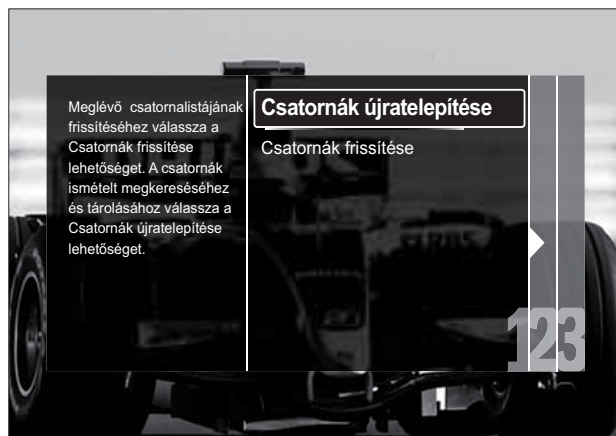 Meglévő csatornalistájának
frissítéséhez válassza a
Csatornák frissítése
lehetőséget. A csatornák
ismételt megkereséséhez
és tárolásához válassza a
Csatornák újratelepítése
lehetőséget.
Csatornák újratelepítése
Csatornák frissítése
123